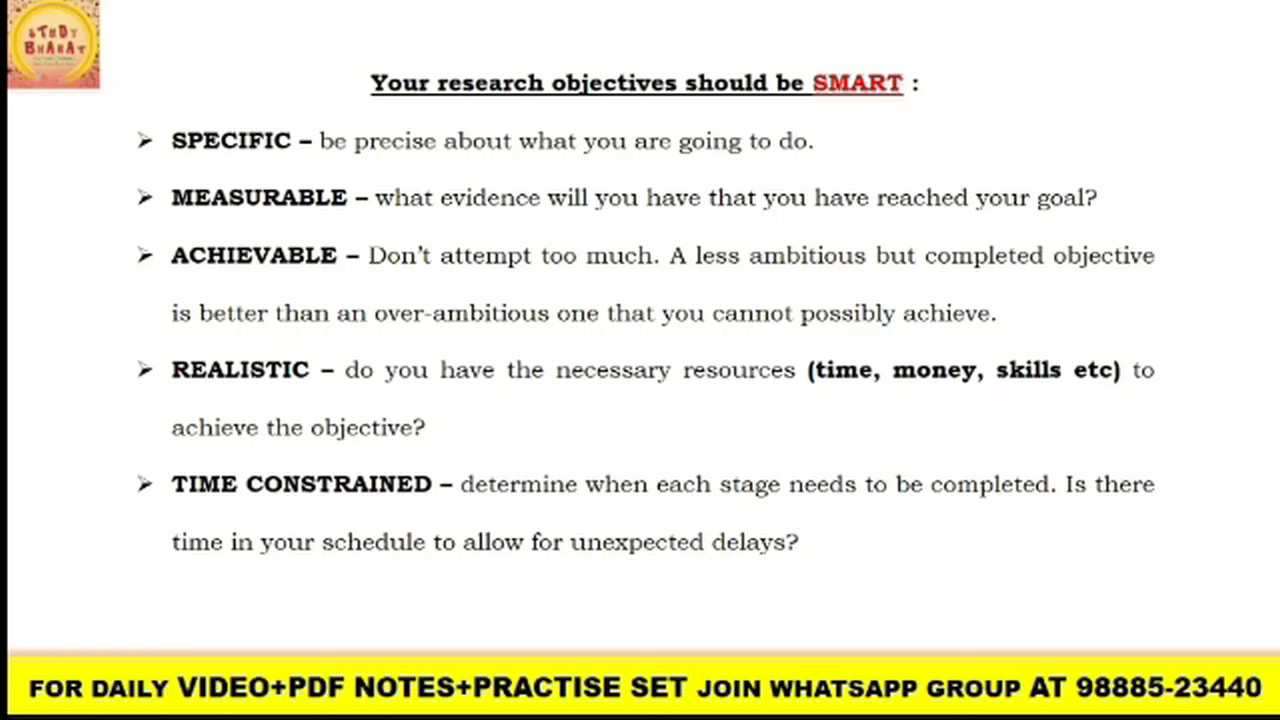 STUDY
BHARAT
Your research objectives should be SMART :
➢ SPECIFIC – be precise about what you are going to do.
➢ MEASURABLE – what evidence will you have that you have reached your goal?
➢ ACHIEVABLE – Don't attempt too much. A less ambitious but completed objective
is better than an over-ambitious one that you cannot possibly achieve.
➢ REALISTIC – do you have the necessary resources (time, money, skills etc) to
achieve the objective?
➢ TIME CONSTRAINED – determine when each stage needs to be completed. Is there
time in your schedule to allow for unexpected delays?
FOR DAILY VIDEO+PDF NOTES+PRACTISE SET JOIN WHATSAPP GROUP AT 98885-23440